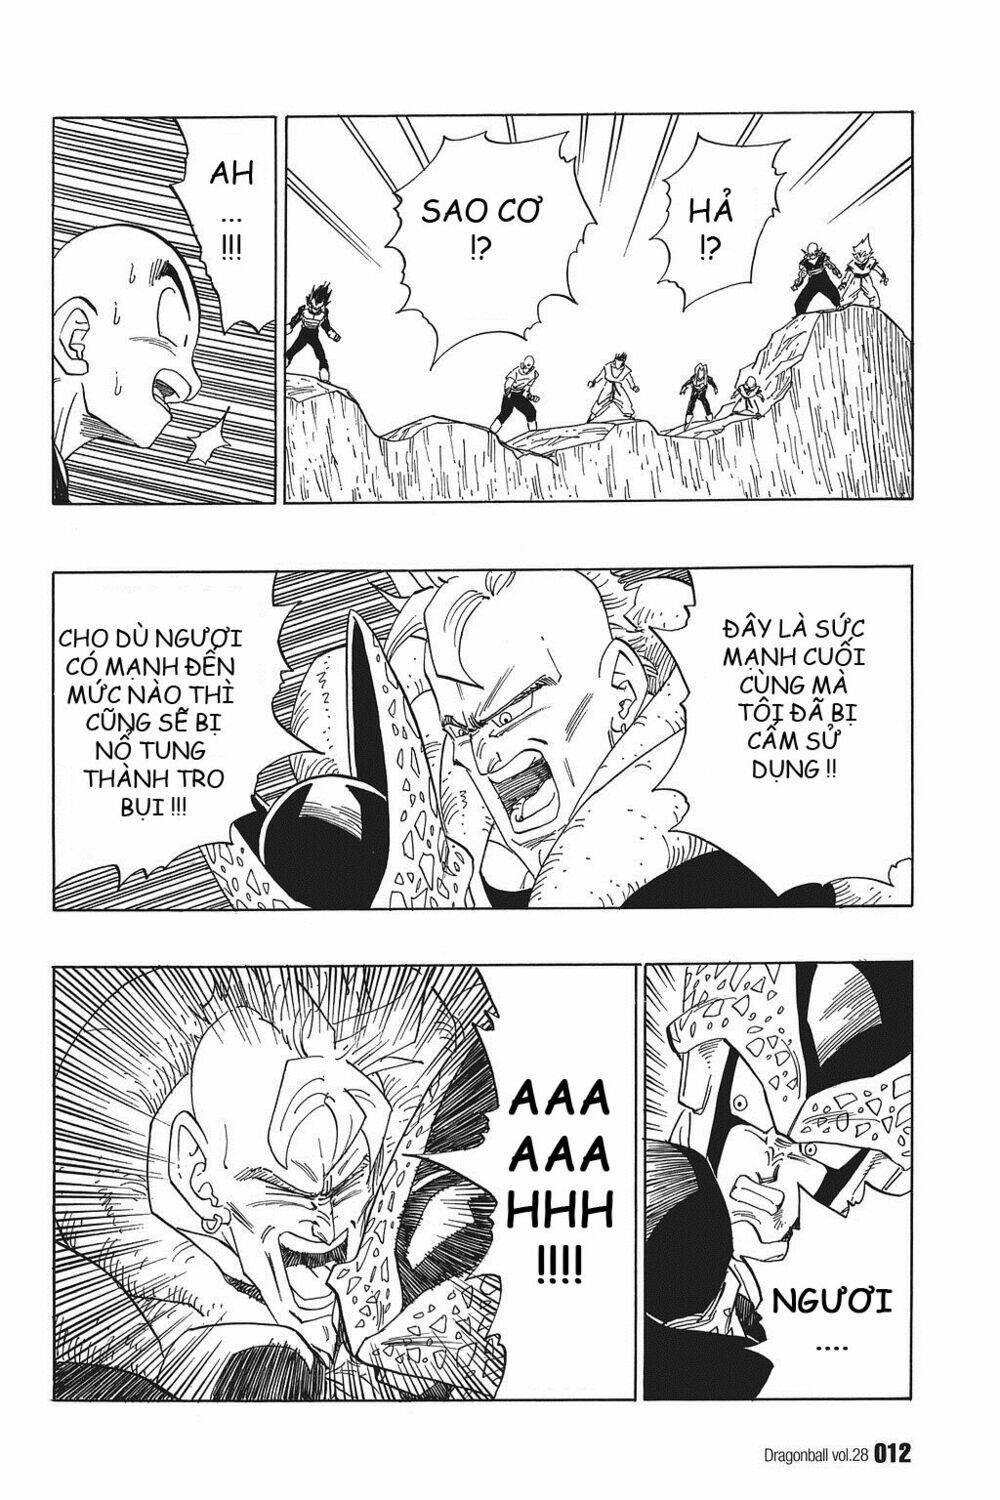 HẢ
!?
SAO CƠ
!?
AH
...
!!!
ĐÂY LÀ SỨC
MẠNH CUỐI
CÙNG MÀ
TÔI ĐÃ BỊ
CẤM SỬ
DỤNG !!
CHO DÙ NGƯƠI
CÓ MẠNH ĐẾN
MỨC NÀO THÌ
CŨNG SẼ BỊ
NỔ TUNG
THÀNH TRO
BỤI !!!
NGƯƠI
....
AAA
AAA
HHH
!!!!
Dragonball vol.28 012